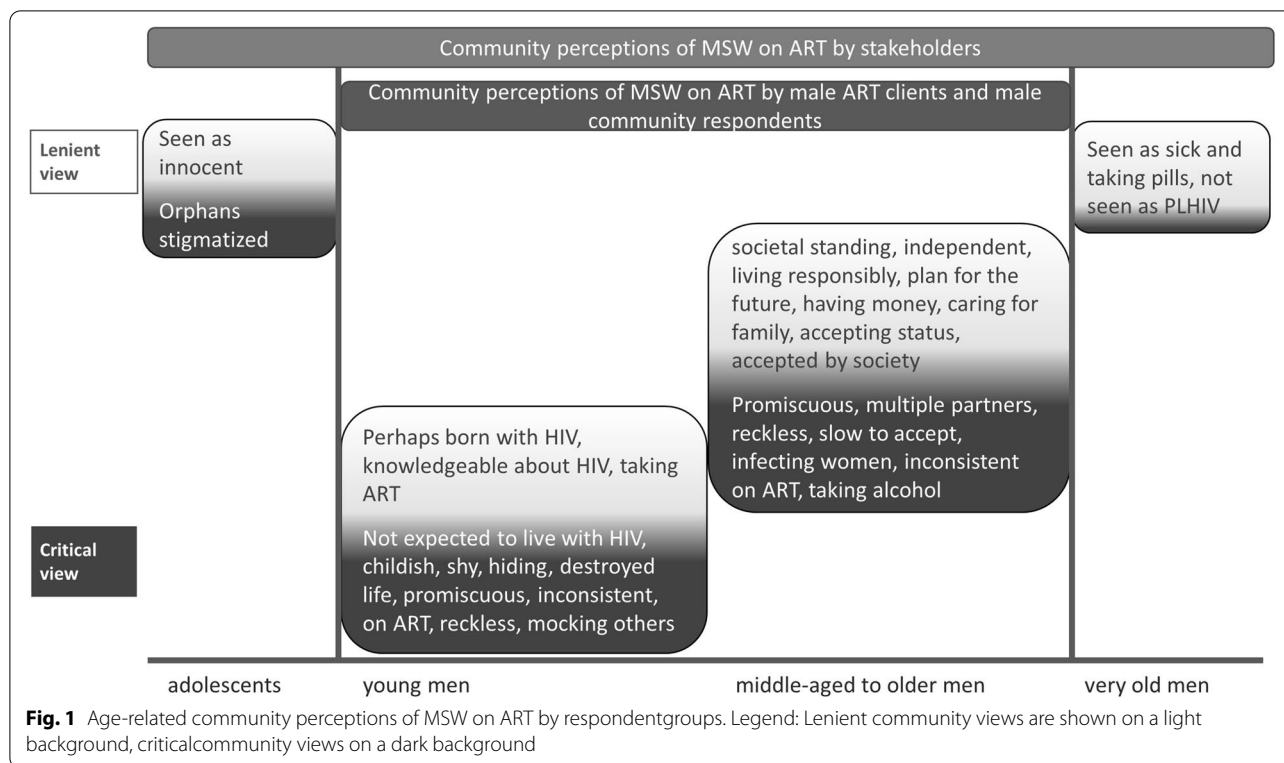 Community perceptions of MSW on ART by stakeholders
Community perceptions of MSW on ART by male ART clients and male
community respondents
Lenient
view
Seen as
innocent
Orphans
stigmatized
Seen as sick and
taking pills, not
seen as PLHIV
societal standing, independent,
living responsibly, plan for the
future, having money, caring for
family, accepting status,
accepted by society
Promiscuous, multiple partners,
reckless, slow to accept,
infecting women, inconsistent
on ART, taking alcohol
Perhaps born with HIV,
knowledgeable about HIV, taking
ART
Not expected to live with HIV,
childish, shy, hiding, destroyed
life, promiscuous, inconsistent,
on ART, reckless, mocking others
Critical
view
adolescents
young men
middle-aged to older men
very old men
Fig. 1 Age-related community perceptions of MSW on ART by respondentgroups. Legend: Lenient community views are shown on a light
background, criticalcommunity views on a dark background